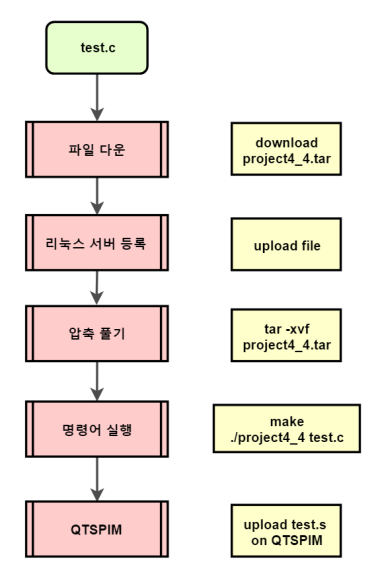 test.c
파일 다운
download
project4_4.tar
리눅스 서버 등록
upload file
압축 풀기
tar -xvf
project4_4.tar
명령어 실행
make
./project4_4 test.c
QTSPIM
upload test.s
on QTSPIM